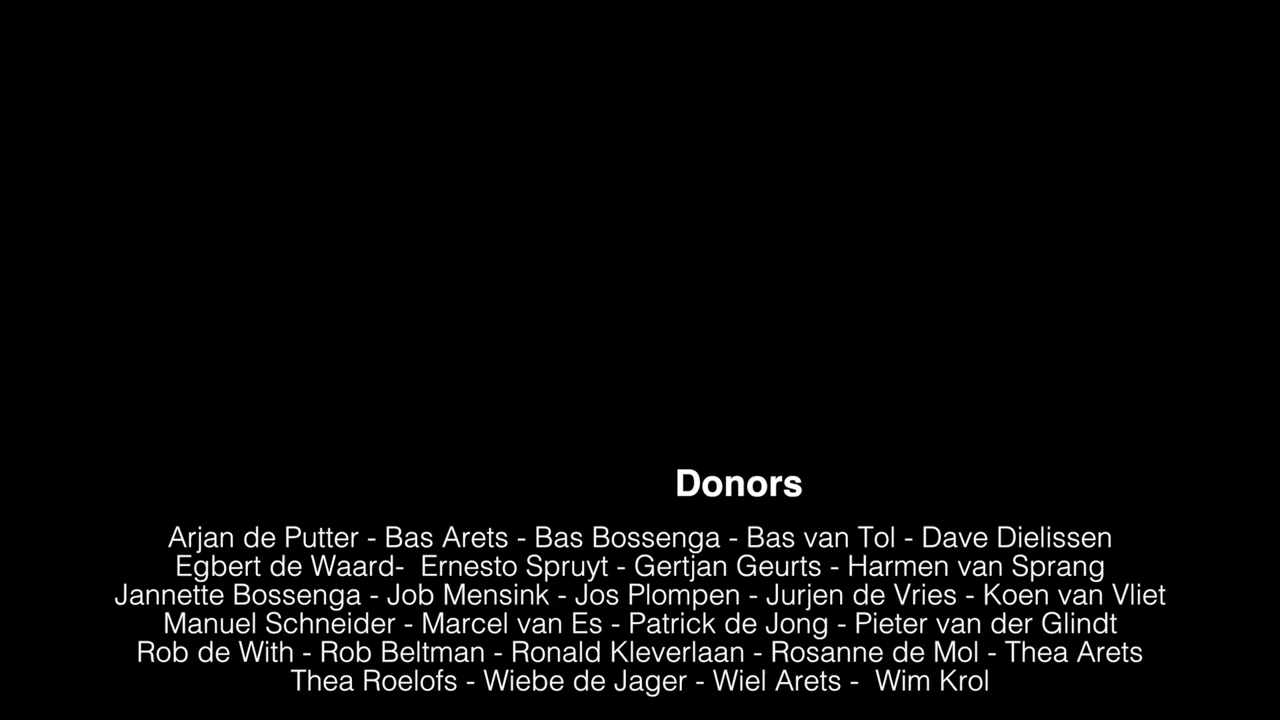 Donors
Arjan de Putter - Bas Arets - Bas Bossenga - Bas van Tol - Dave Dielissen
Egbert de Waard-  Ernesto Spruyt - Gertjan Geurts - Harmen van Sprang
Jannette Bossenga - Job Mensink - Jos Plompen - Jurjen de Vries - Koen van Vliet
Manuel Schneider - Marcel van Es - Patrick de Jong - Pieter van der Glindt
Rob de With - Rob Beltman - Ronald Kleverlaan - Rosanne de Mol - Thea Arets
Thea Roelofs - Wiebe de Jager - Wiel Arets -  Wim Krol